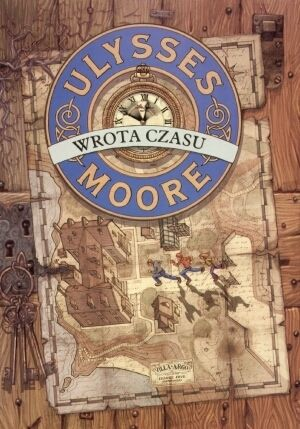 ULYSSES
WROTA CZASU
MOORE
VILLA ARGO